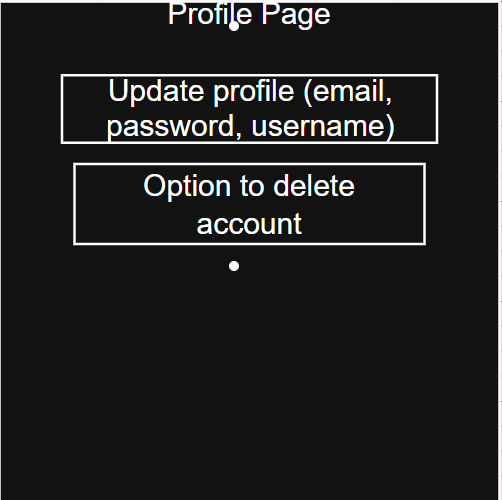 Profile Page
Update profile (email,
password, username)
Option to delete
account